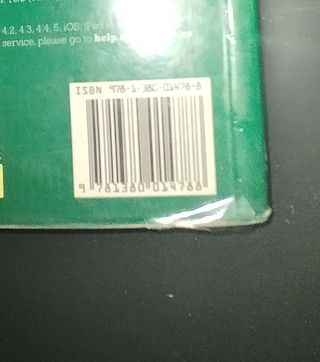 4.2, 4.3, 4.4, 5, iOS: iPad
service, please go to help
ISBN 978-1-380-01478-8
9 781380 014788